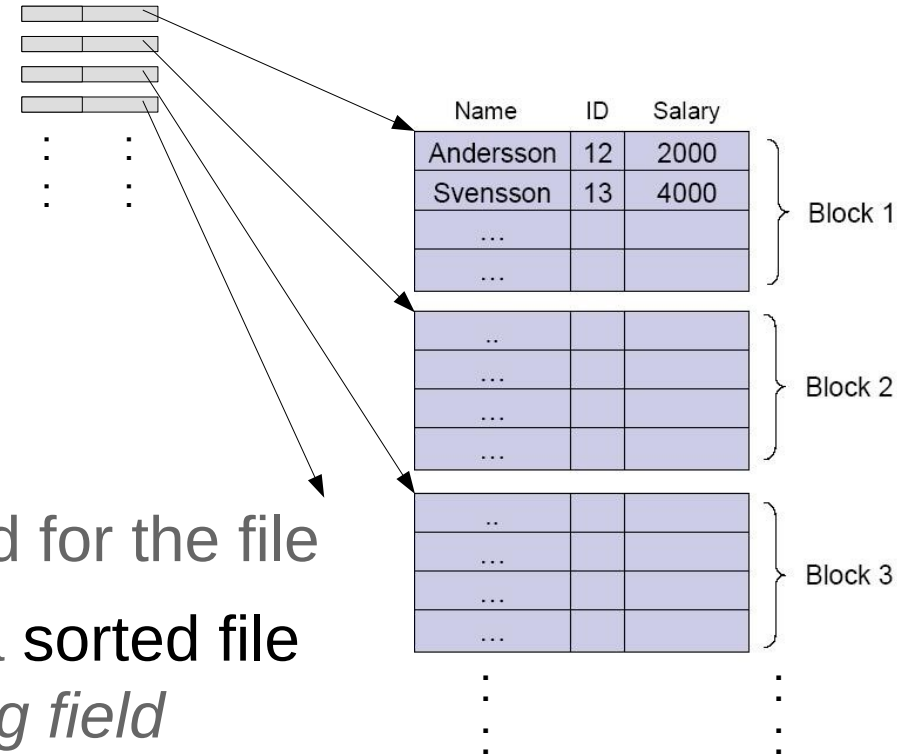 Name ID Salary
Andersson 12 2000
Svensson 13 4000
...
...
Block 1
..
...
...
...
Block 2
..
...
...
...
Block 3
d for the file
sorted file
g field